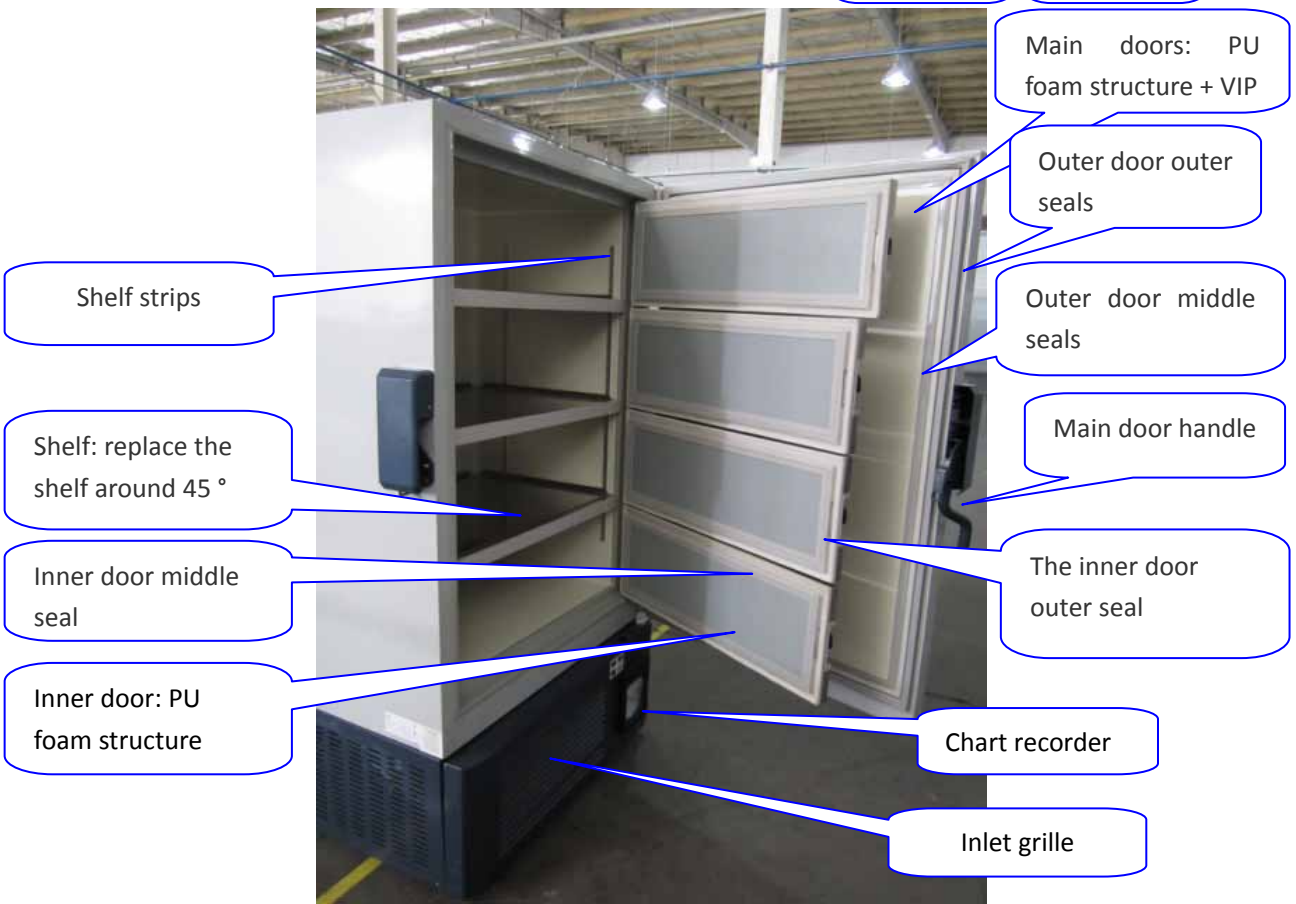 Main doors: PU
foam structure + VIP
Outer door outer
seals
Shelf strips
Outer door middle
seals
Main door handle
Shelf: replace the
shelf around 45 °
Inner door middle
seal
The inner door
outer seal
Inner door: PU
foam structure
Chart recorder
Inlet grille